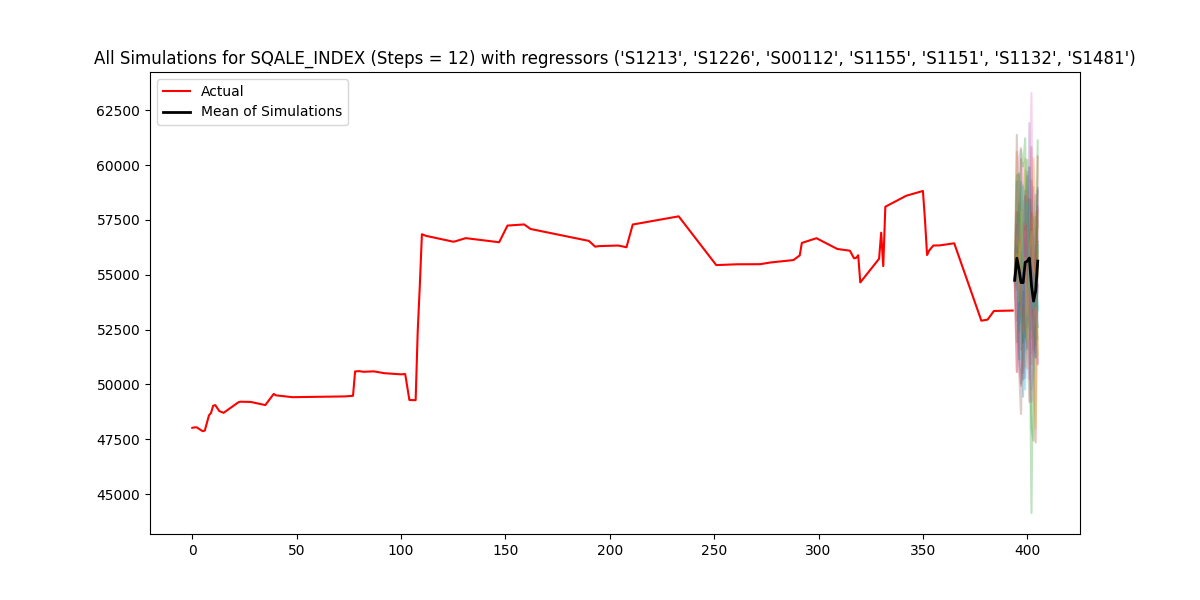 All Simulations for SQALE_INDEX (Steps = 12) with regressors ('S1213', 'S1226', 'S00112', 'S1155', 'S1151', 'S1132', 'S1481')
Actual
Mean of Simulations
62500
60000
57500
55000
52500
50000
47500
45000
0 50 100 150 200 250 300 350 400